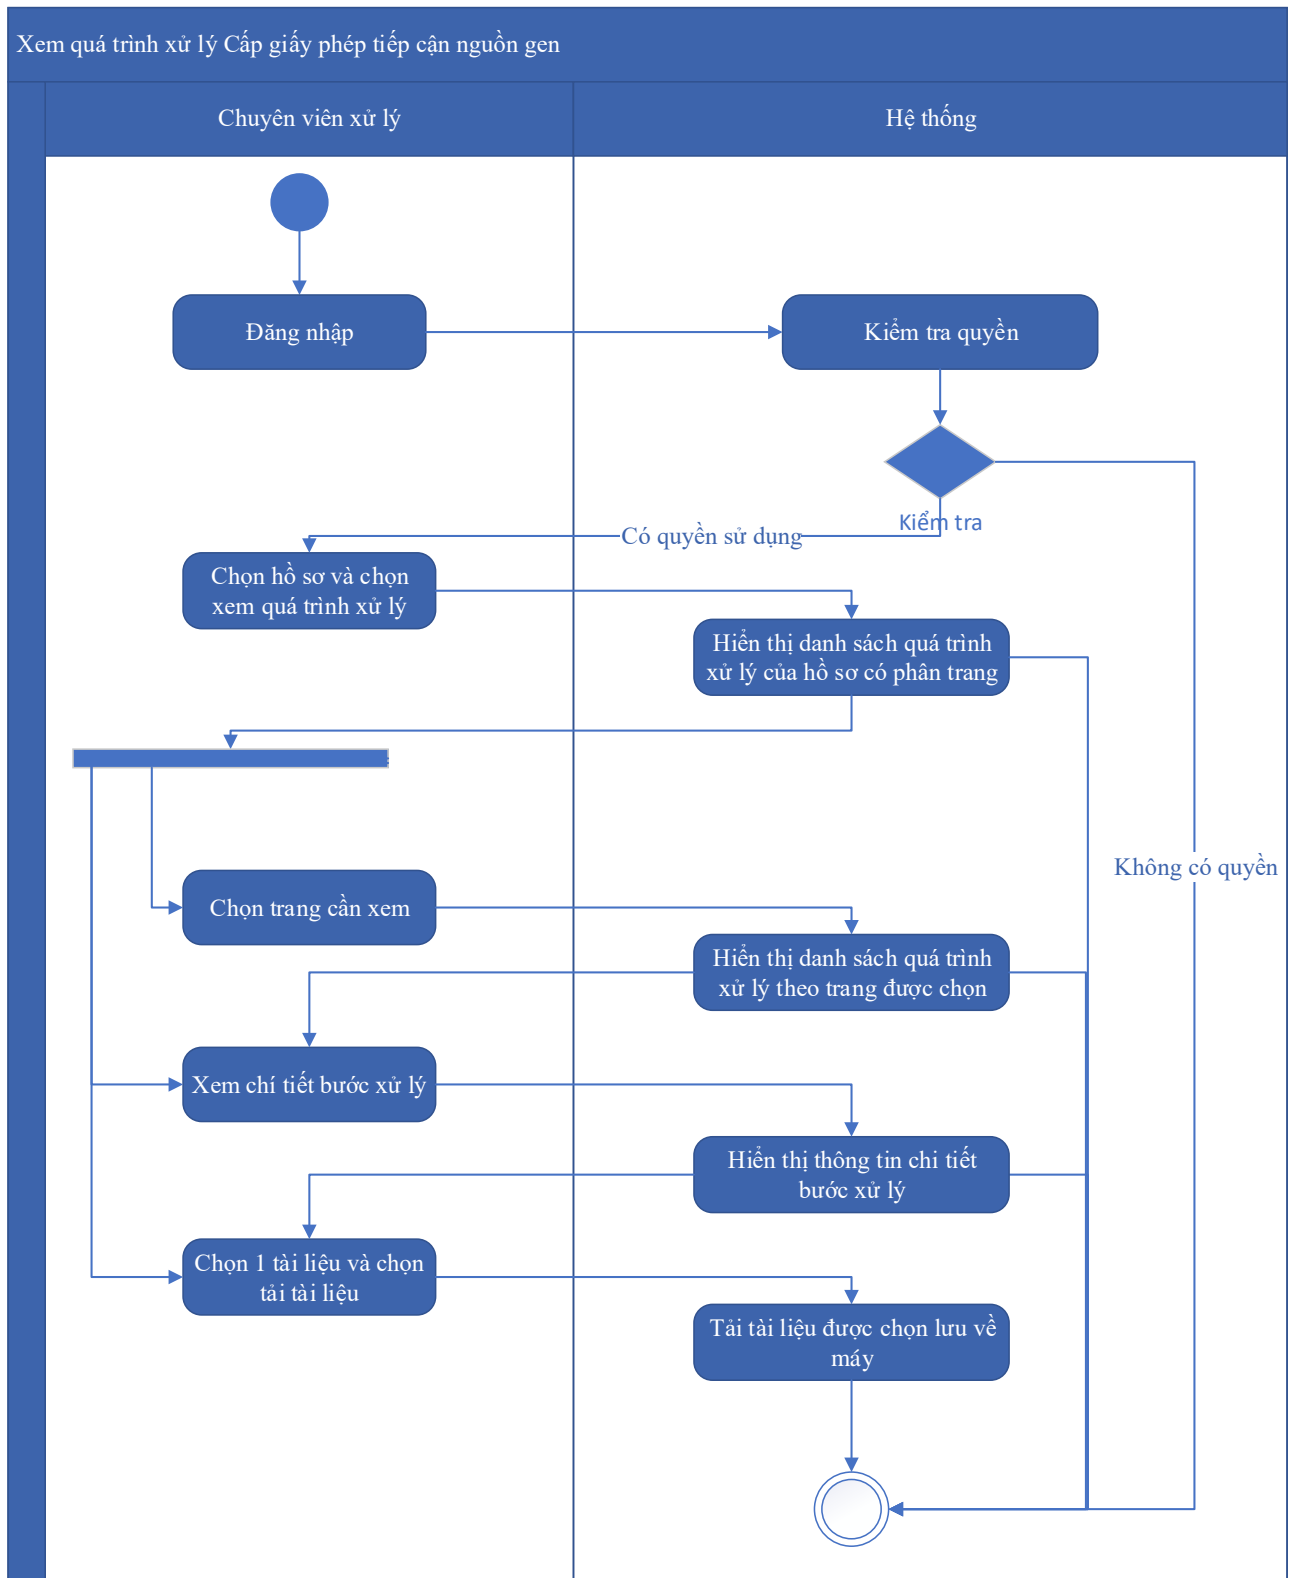 Xem quá trình xử lý Cấp giấy phép tiếp cận nguồn gen
Chuyên viên xử lý
Hệ thống
Đăng nhập
Kiểm tra quyền
Kiểm tra
Có quyền sử dụng
Chọn hồ sơ và chọn
xem quá trình xử lý
Hiển thị danh sách quá trình
xử lý của hồ sơ có phân trang
Không có quyền
Chọn trang cần xem
Hiển thị danh sách quá trình
xử lý theo trang được chọn
Xem chí tiết bước xử lý
Hiển thị thông tin chi tiết
bước xử lý
Chọn 1 tài liệu và chọn
tải tài liệu
Tải tài liệu được chọn lưu về
máy